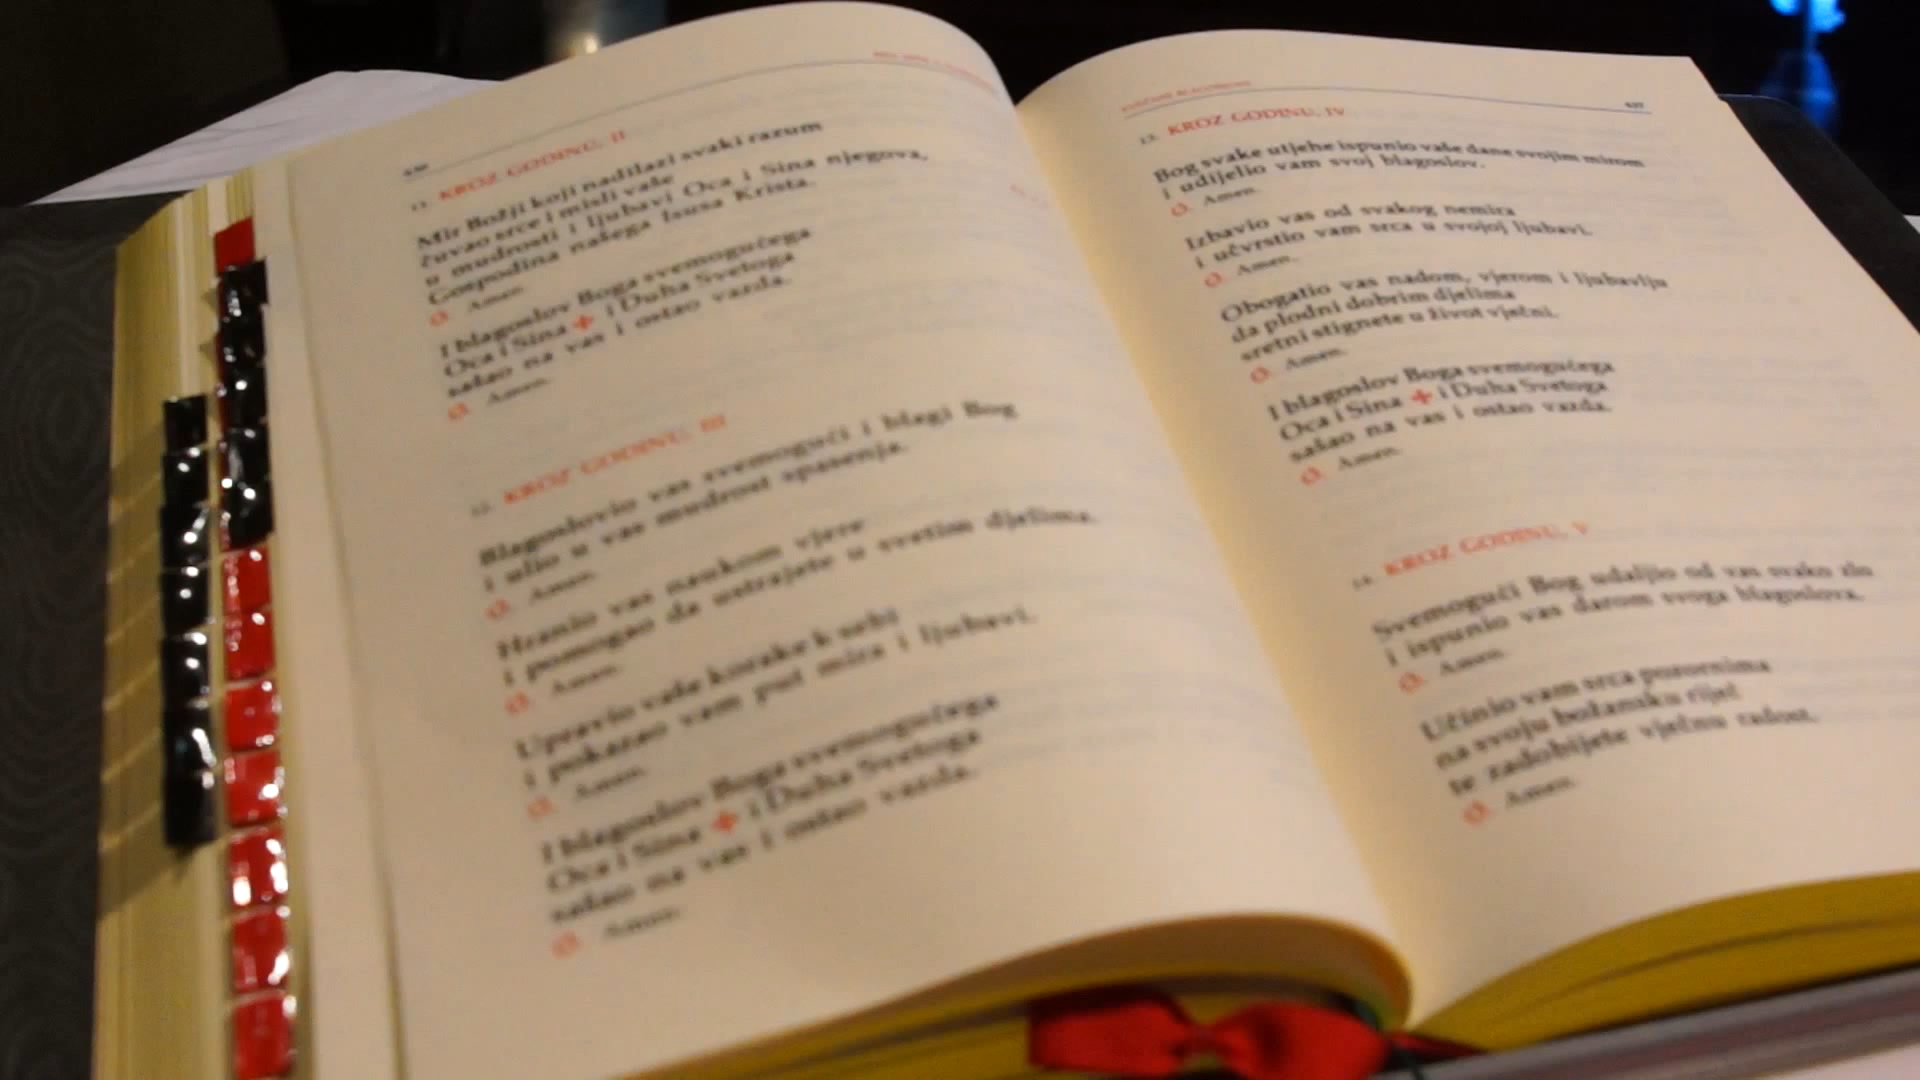 11. KROZ GODINU, II
Mir Božji koji nadilazi svaki razum
čuvao srce i misli vaše
u mudrosti i ljubavi Oca i Sina njegova,
Gospodina našega Isusa Krista.
O. Amen.
I blagoslov Boga svemogućega
Oca i Sina ✚ i Duha Svetoga
sišao na vas i ostao vazda.
O. Amen.
12. KROZ GODINU, III
Blagoslovio vas svemogući i blagi Bog
i ulio u vas mudrost spasenja.
O. Amen.
Hranio vas naukom vjere
i pomogao da ustrajete u svetim djelima.
O. Amen.
Upravio vaše korake k sebi
i pokazao vam put mira i ljubavi.
O. Amen.
I blagoslov Boga svemogućega
Oca i Sina ✚ i Duha Svetoga
sišao na vas i ostao vazda.
O. Amen.
637
13. KROZ GODINU, IV
Bog svake utjehe ispunio vaše dane svojim mirom
i udijelio vam svoj blagoslov.
O. Amen.
Izbavio vas od svakog nemira
i učvrstio vam srca u svojoj ljubavi.
O. Amen.
Obogatio vas nadom, vjerom i ljubavlju
da plodni dobrim djelima
sretni stignete u život vječni.
O. Amen.
I blagoslov Boga svemogućega
Oca i Sina ✚ i Duha Svetoga
sišao na vas i ostao vazda.
O. Amen.
14. KROZ GODINU, V
Svemogući Bog udaljio od vas svako zlo
i ispunio vas darom svoga blagoslova.
O. Amen.
Učinio vam srca pozornima
na svoju božansku riječ
te zadobijete vječnu radost.
O. Amen.